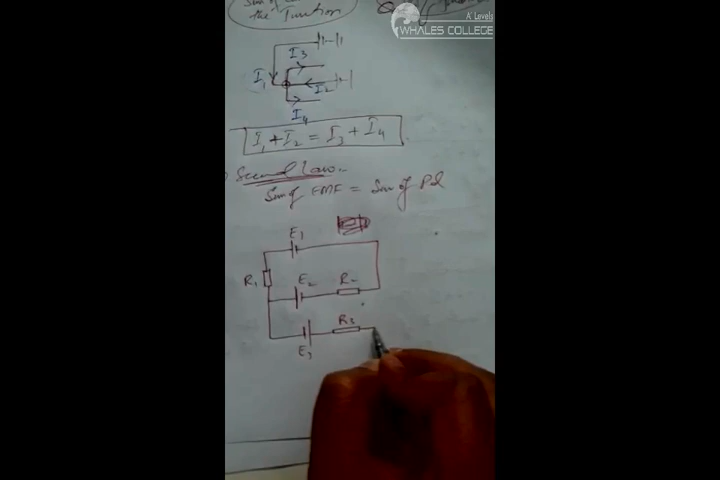 the Junction
A' Levels
WHALES COLLEGE
I3
I1
I2
I4
I1 + I2 = I3 + I4
Second Law
Sum of EMF = Sum of Pd
E1
R1
E2
R2
R3
E3